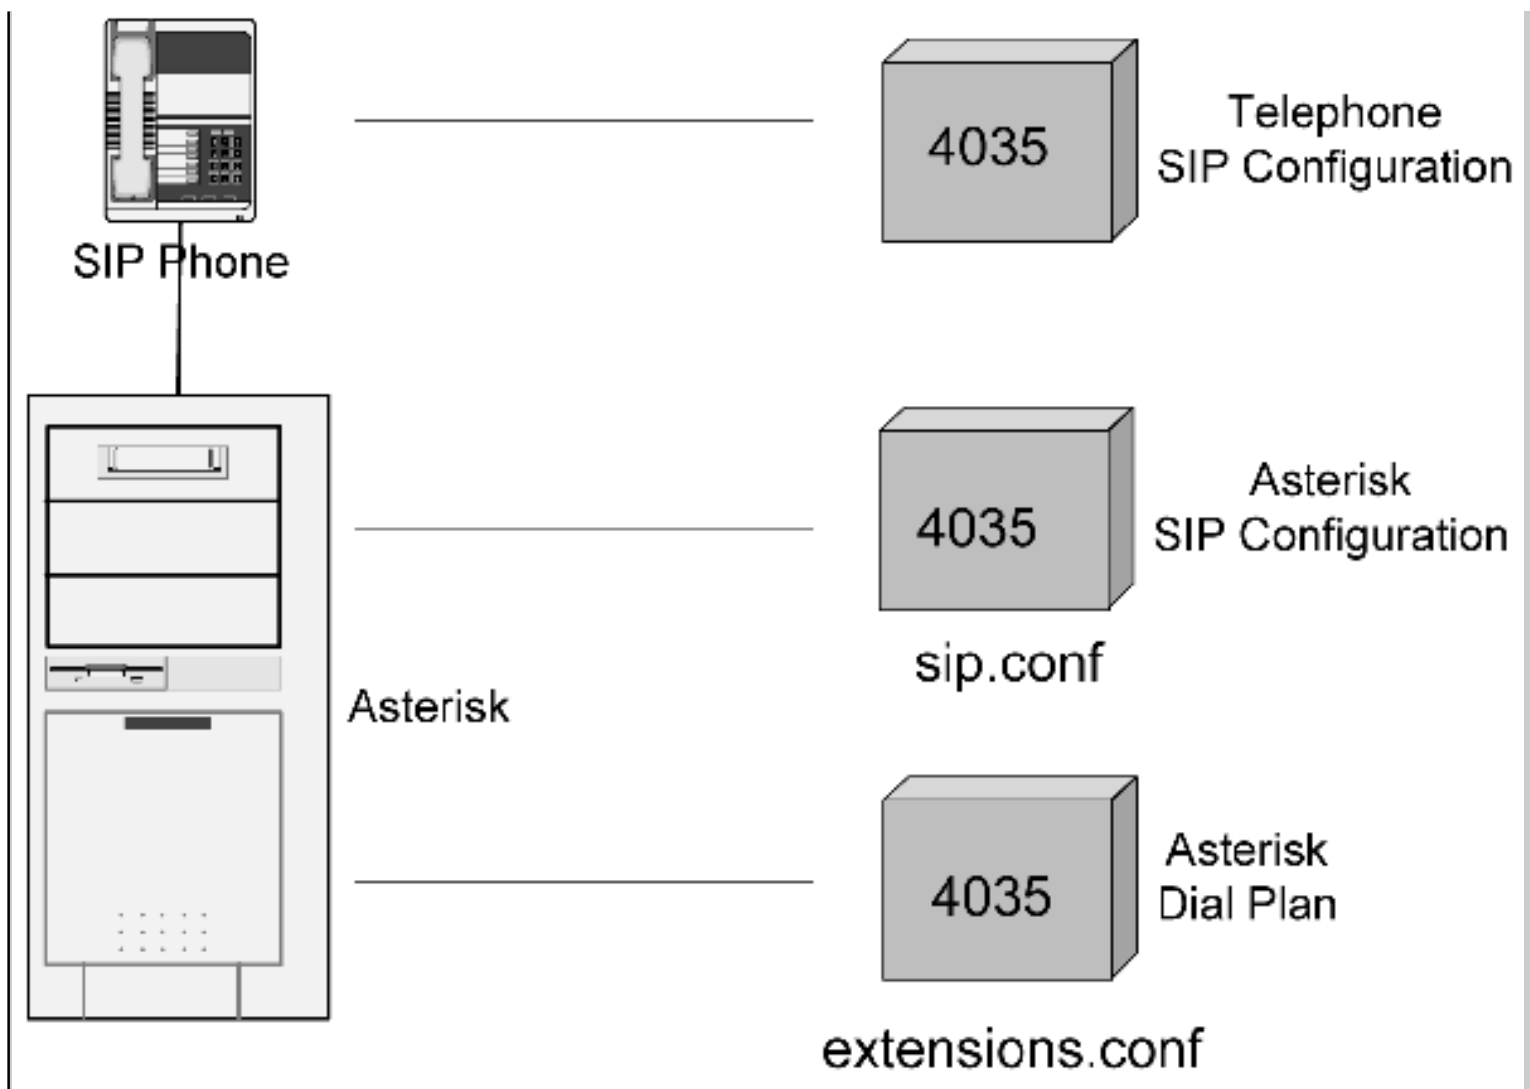 4035
Telephone
SIP Configuration
SIP Phone
4035
Asterisk
SIP Configuration
sip.conf
Asterisk
4035
Asterisk
Dial Plan
extensions.conf